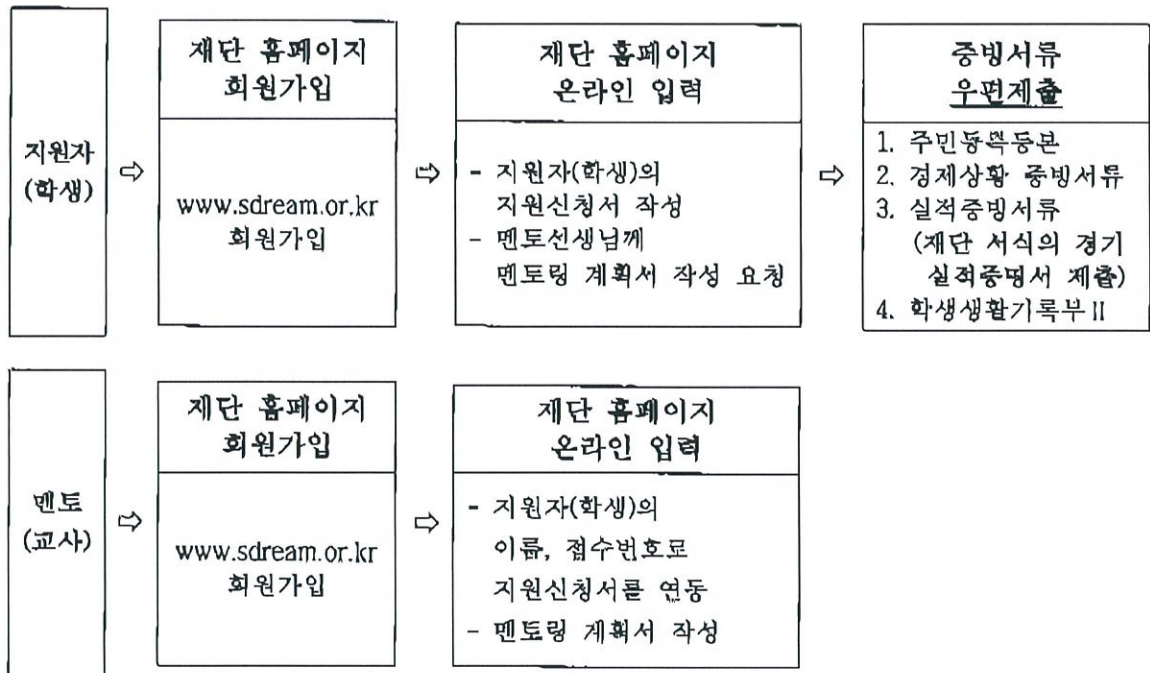 지원자
(학생)
⇨
재단 홈페이지
회원가입
www.sdream.or.kr
회원가입
⇨
재단 홈페이지
온라인 입력
- 지원자(학생)의
지원신청서 작성
- 멘토선생님께
멘토링 계획서 작성 요청
⇨
증빙서류
우편제출
1. 주민등록등본
2. 경제상황 증빙서류
3. 실적증빙서류
(재단 서식의 경기
실적증명서 제출)
4. 학생생활기록부Ⅱ
멘토
(교사)
⇨
재단 홈페이지
회원가입
www.sdream.or.kr
회원가입
⇨
재단 홈페이지
온라인 입력
- 지원자(학생)의
이름, 접수번호로
지원신청서를 연동
- 멘토링 계획서 작성